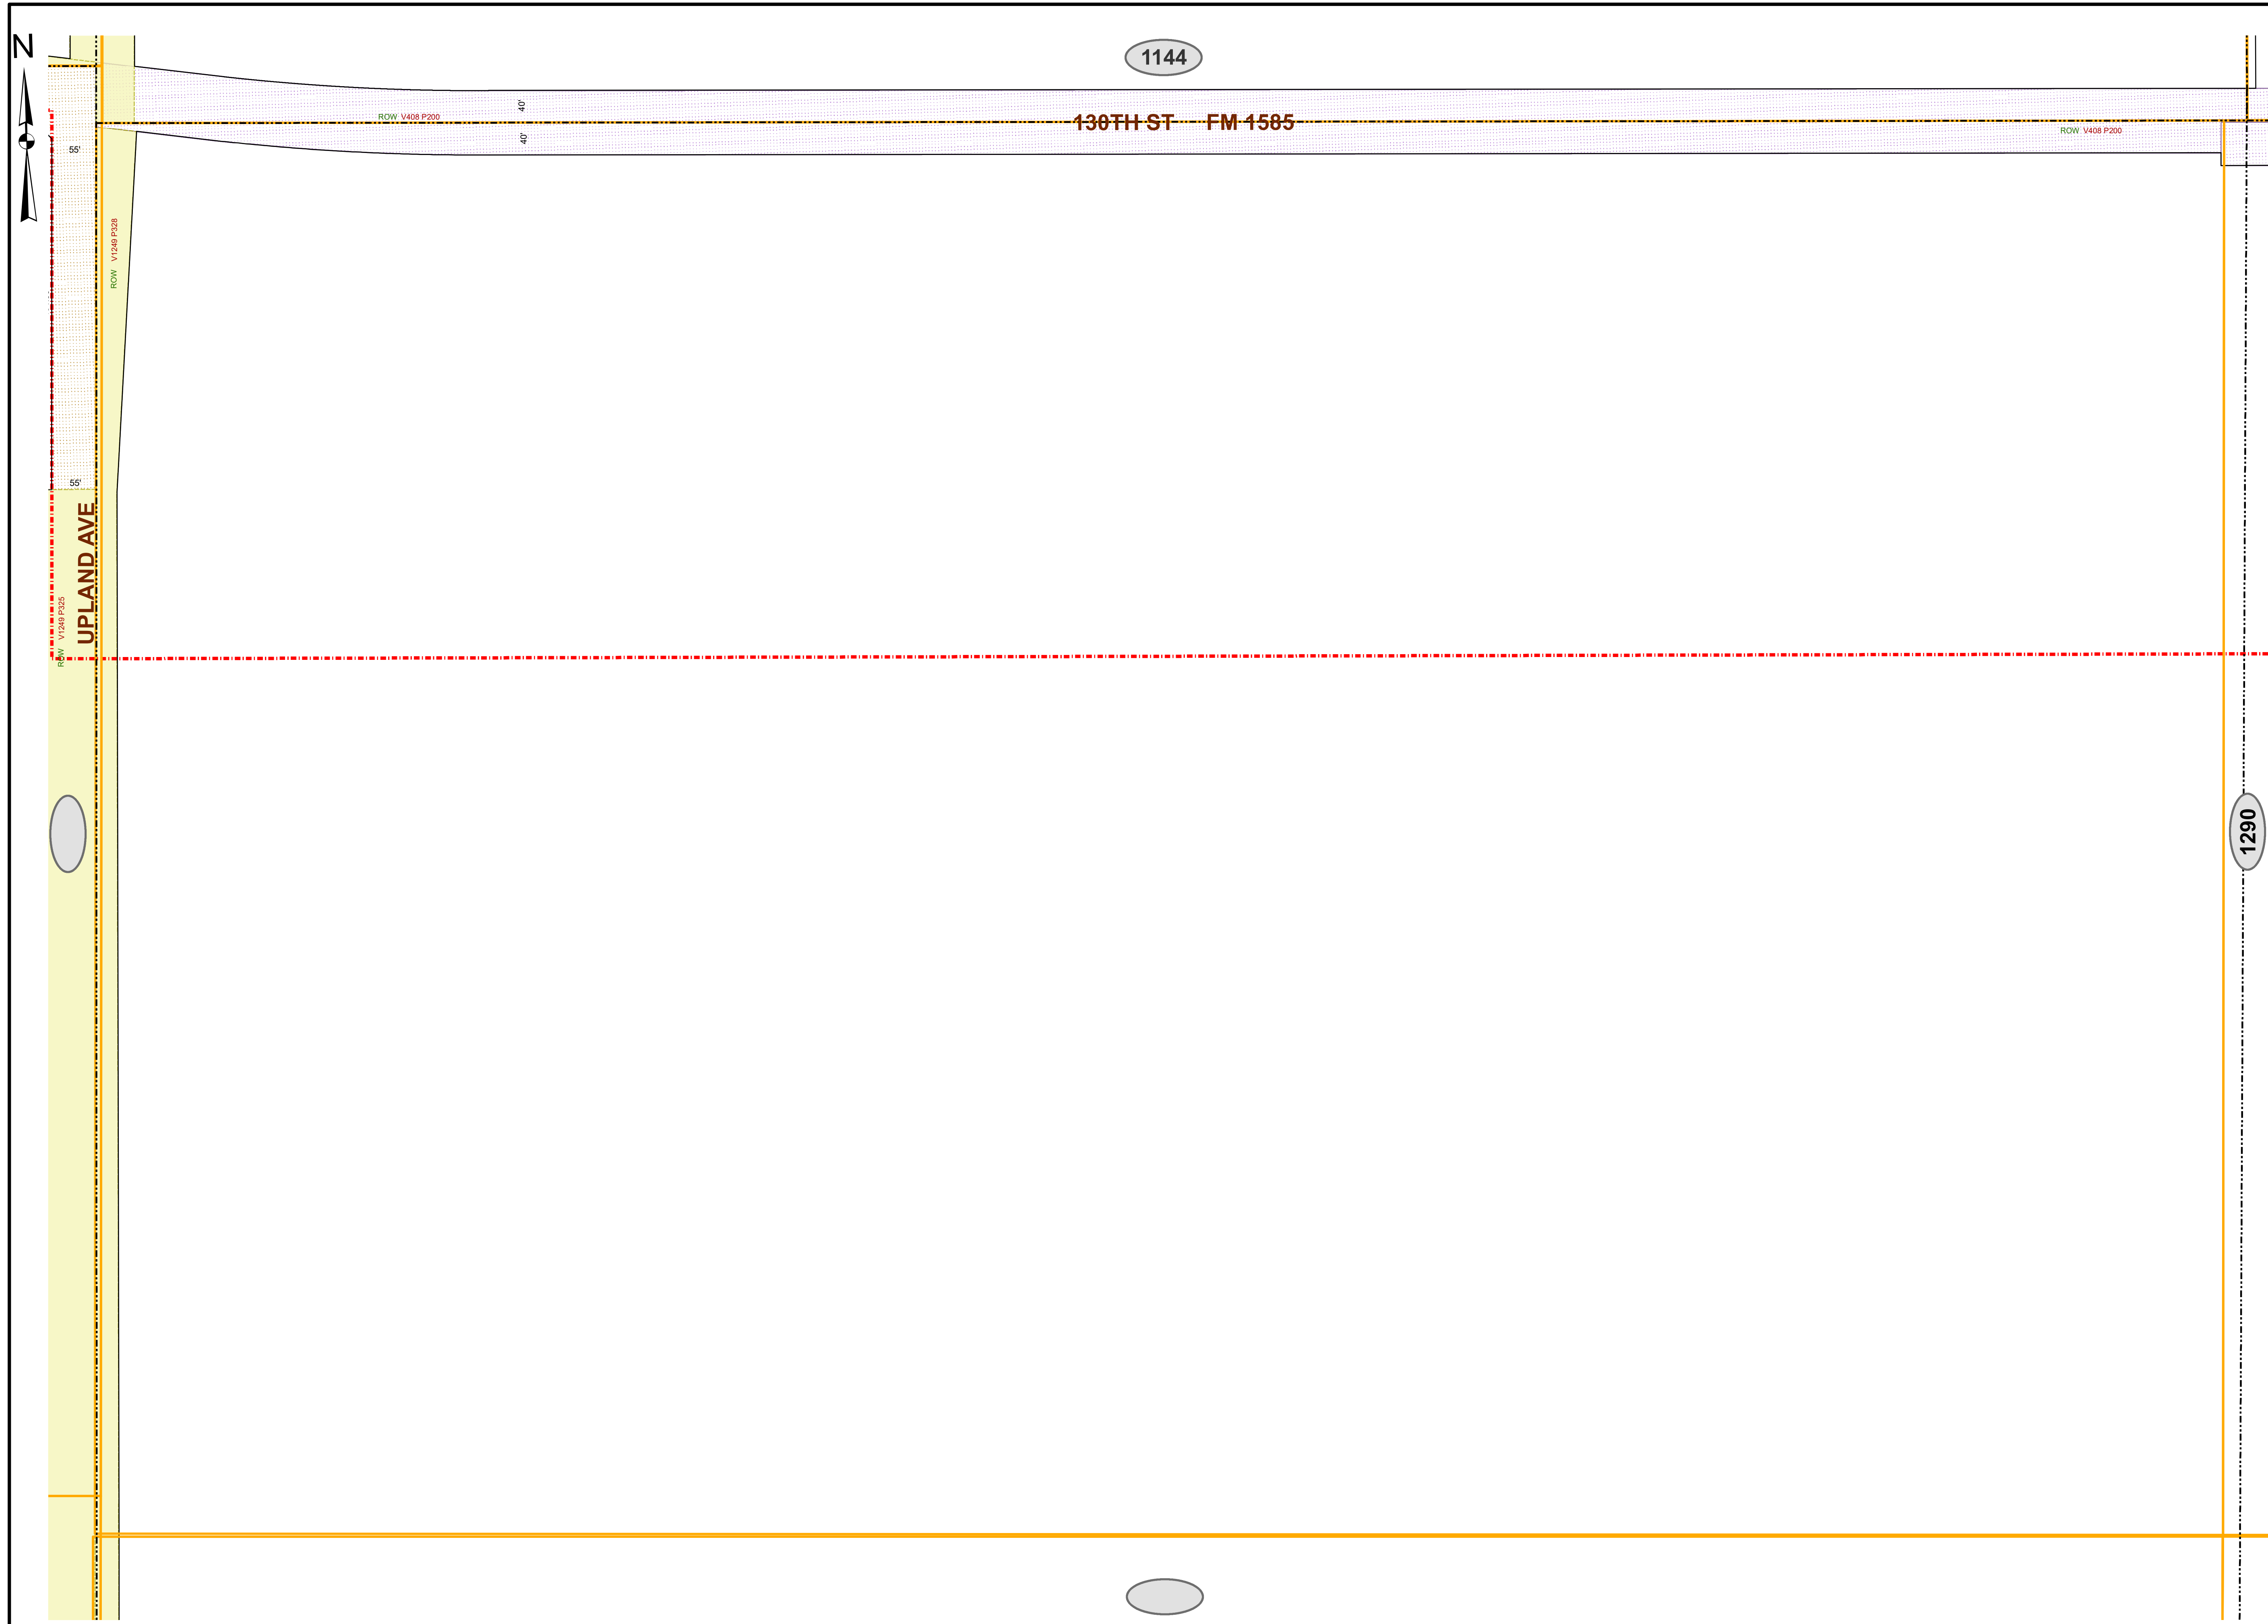 N
1144
40'
ROW V408 P200
130TH ST FM 1585
ROW V408 P200
40'
55'
ROW V1249 P328
55'
UPLAND AVE
ROW V1249 P325
1290